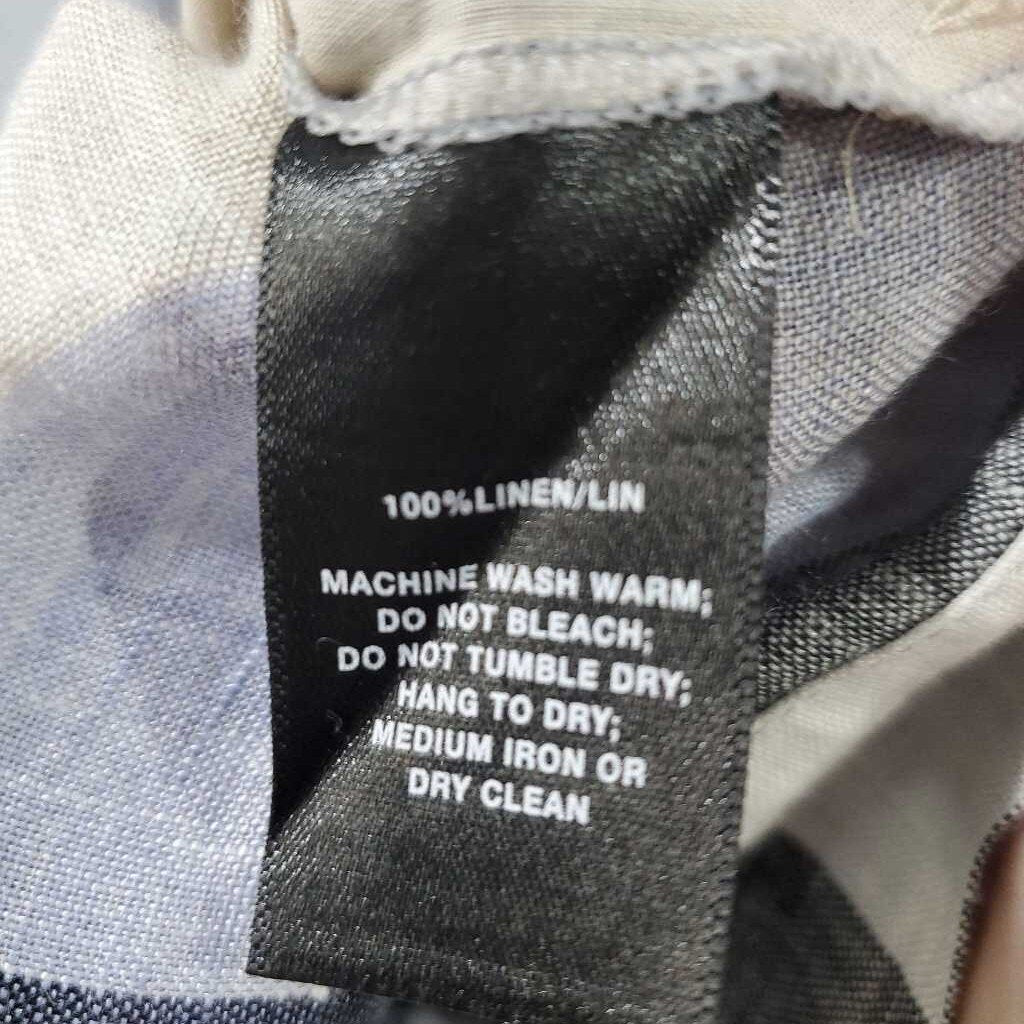 100%LINEN/LIN
MACHINE WASH WARM;
DO NOT BLEACH;
DO NOT TUMBLE DRY;
HANG TO DRY;
MEDIUM IRON OR
DRY CLEAN